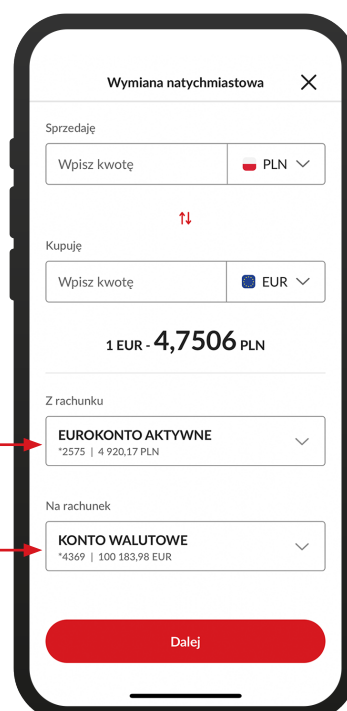 Wymiana natychmiastowa
Sprzedaję
Wpisz kwotę PLN
Kupuję
Wpisz kwotę EUR
1 EUR - 4,7506 PLN
Z rachunku
EUROKONTO AKTYWNE
*2575 | 4 920,17 PLN
Na rachunek
KONTO WALUTOWE
*4369 | 100 183,98 EUR
Dalej